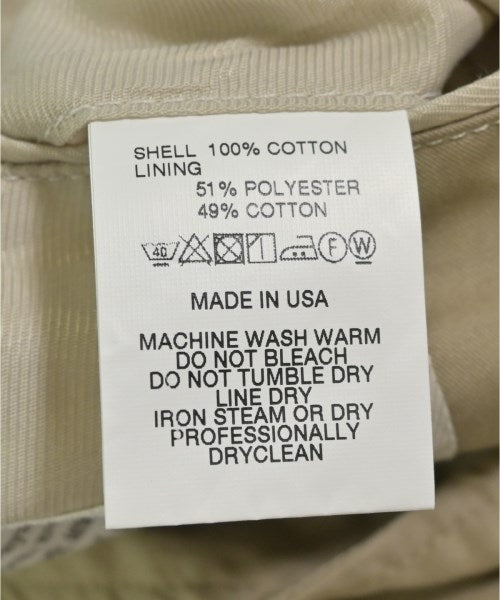 SHELL 100% COTTON
LINING
51% POLYESTER
49% COTTON
40 F W
MADE IN USA
MACHINE WASH WARM
DO NOT BLEACH
DO NOT TUMBLE DRY
LINE DRY
IRON STEAM OR DRY
PROFESSIONALLY
DRYCLEAN